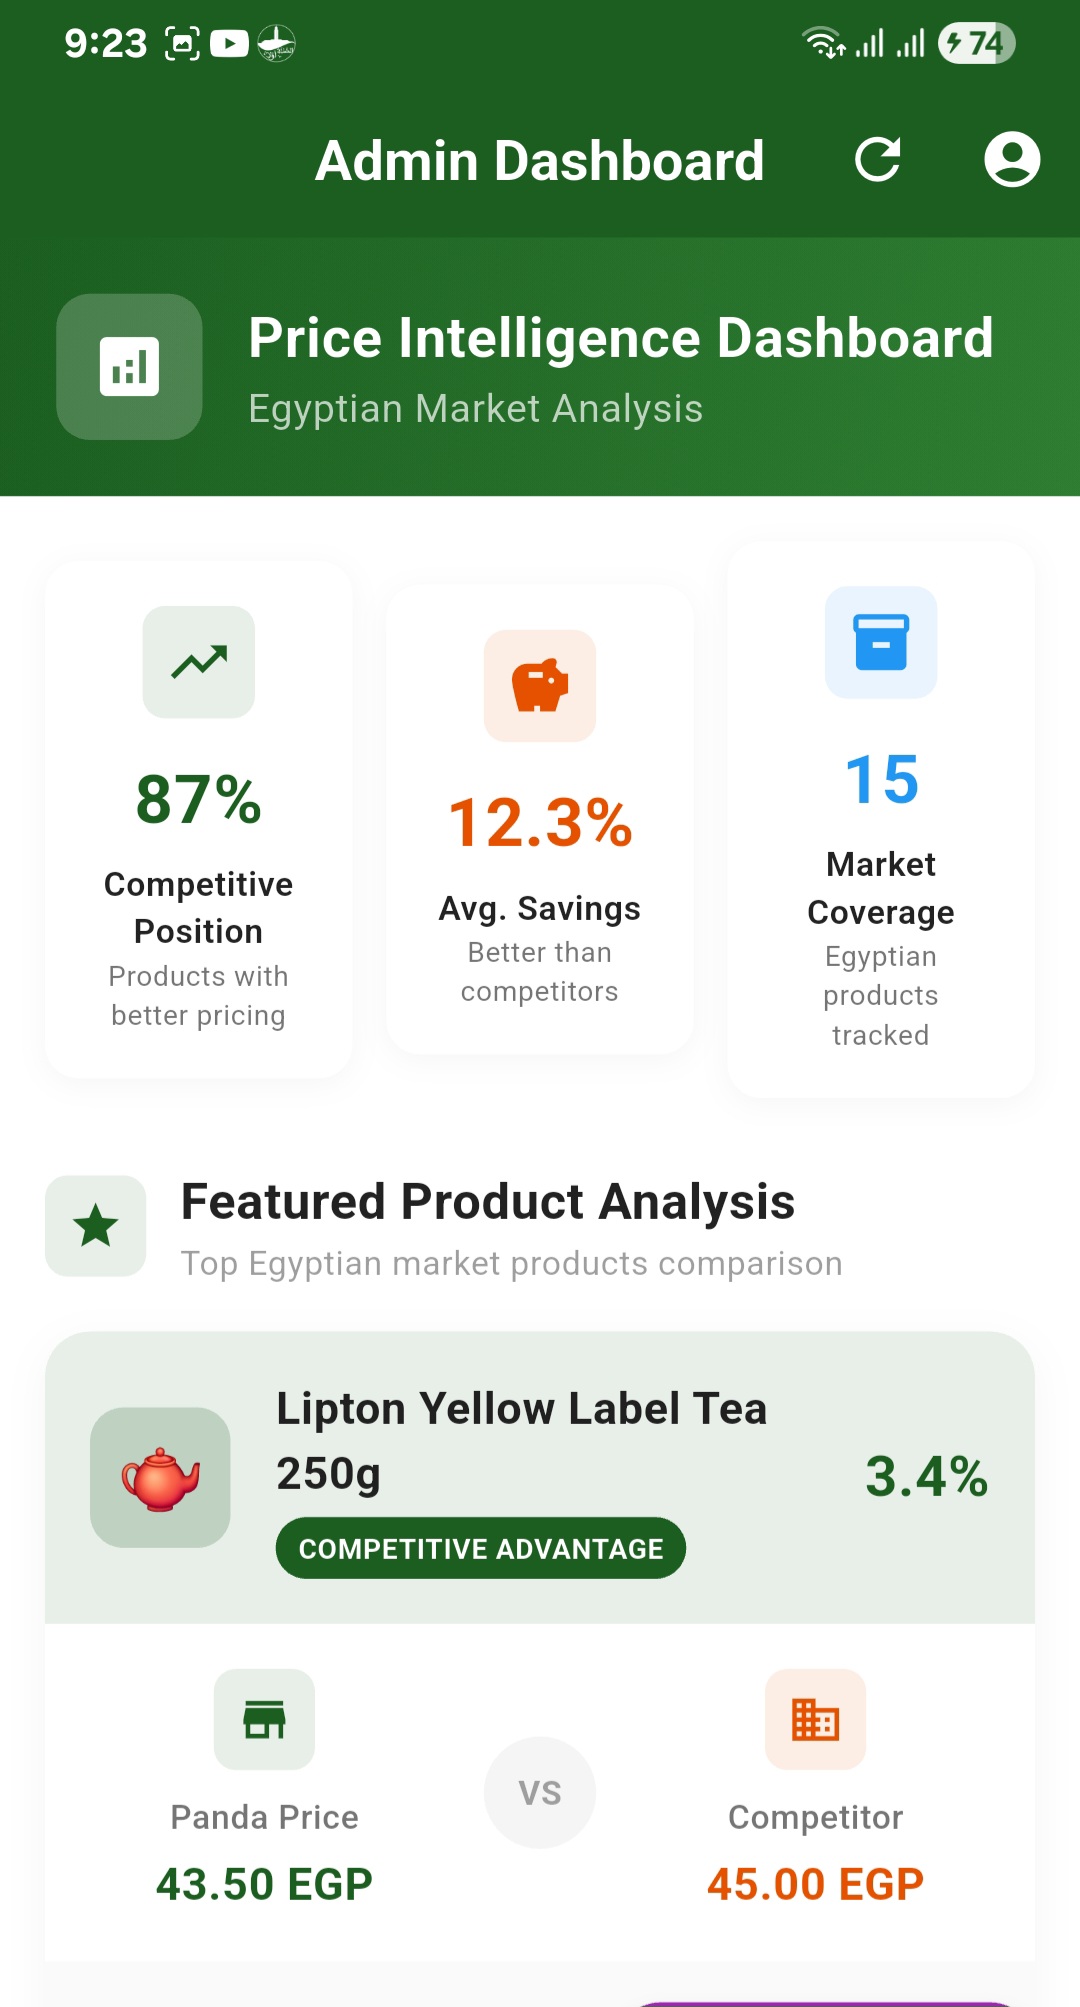 9:23
74
Admin Dashboard
Price Intelligence Dashboard
Egyptian Market Analysis
87%
Competitive
Position
Products with
better pricing
12.3%
Avg. Savings
Better than
competitors
15
Market
Coverage
Egyptian
products
tracked
Featured Product Analysis
Top Egyptian market products comparison
Lipton Yellow Label Tea
250g
3.4%
COMPETITIVE ADVANTAGE
Panda Price
43.50 EGP
VS
Competitor
45.00 EGP